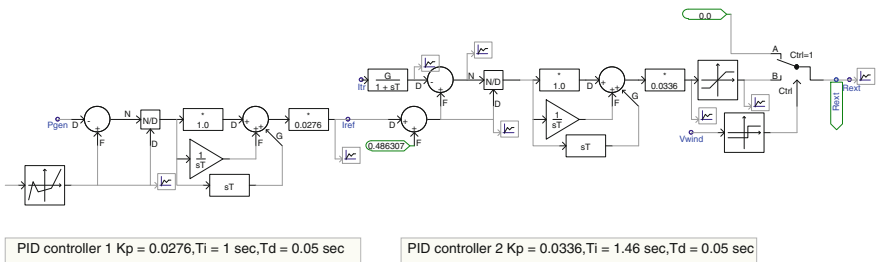 0.0
A
Ctrl=1
B
Ctrl
Rext
Rext
Vwind
G
1 + sT
Itr
D
-
+
F
N
N/D
D
*
1.0
D
+
+
+
F
G
1
sT
sT
*
0.0336
Pgen
D
-
+
F
N
N/D
D
*
1.0
D
+
+
+
F
G
1
sT
sT
*
0.0276
Iref
D
+
+
F
0.486307
PID controller 1 Kp = 0.0276,Ti = 1 sec,Td = 0.05 sec
PID controller 2 Kp = 0.0336,Ti = 1.46 sec,Td = 0.05 sec